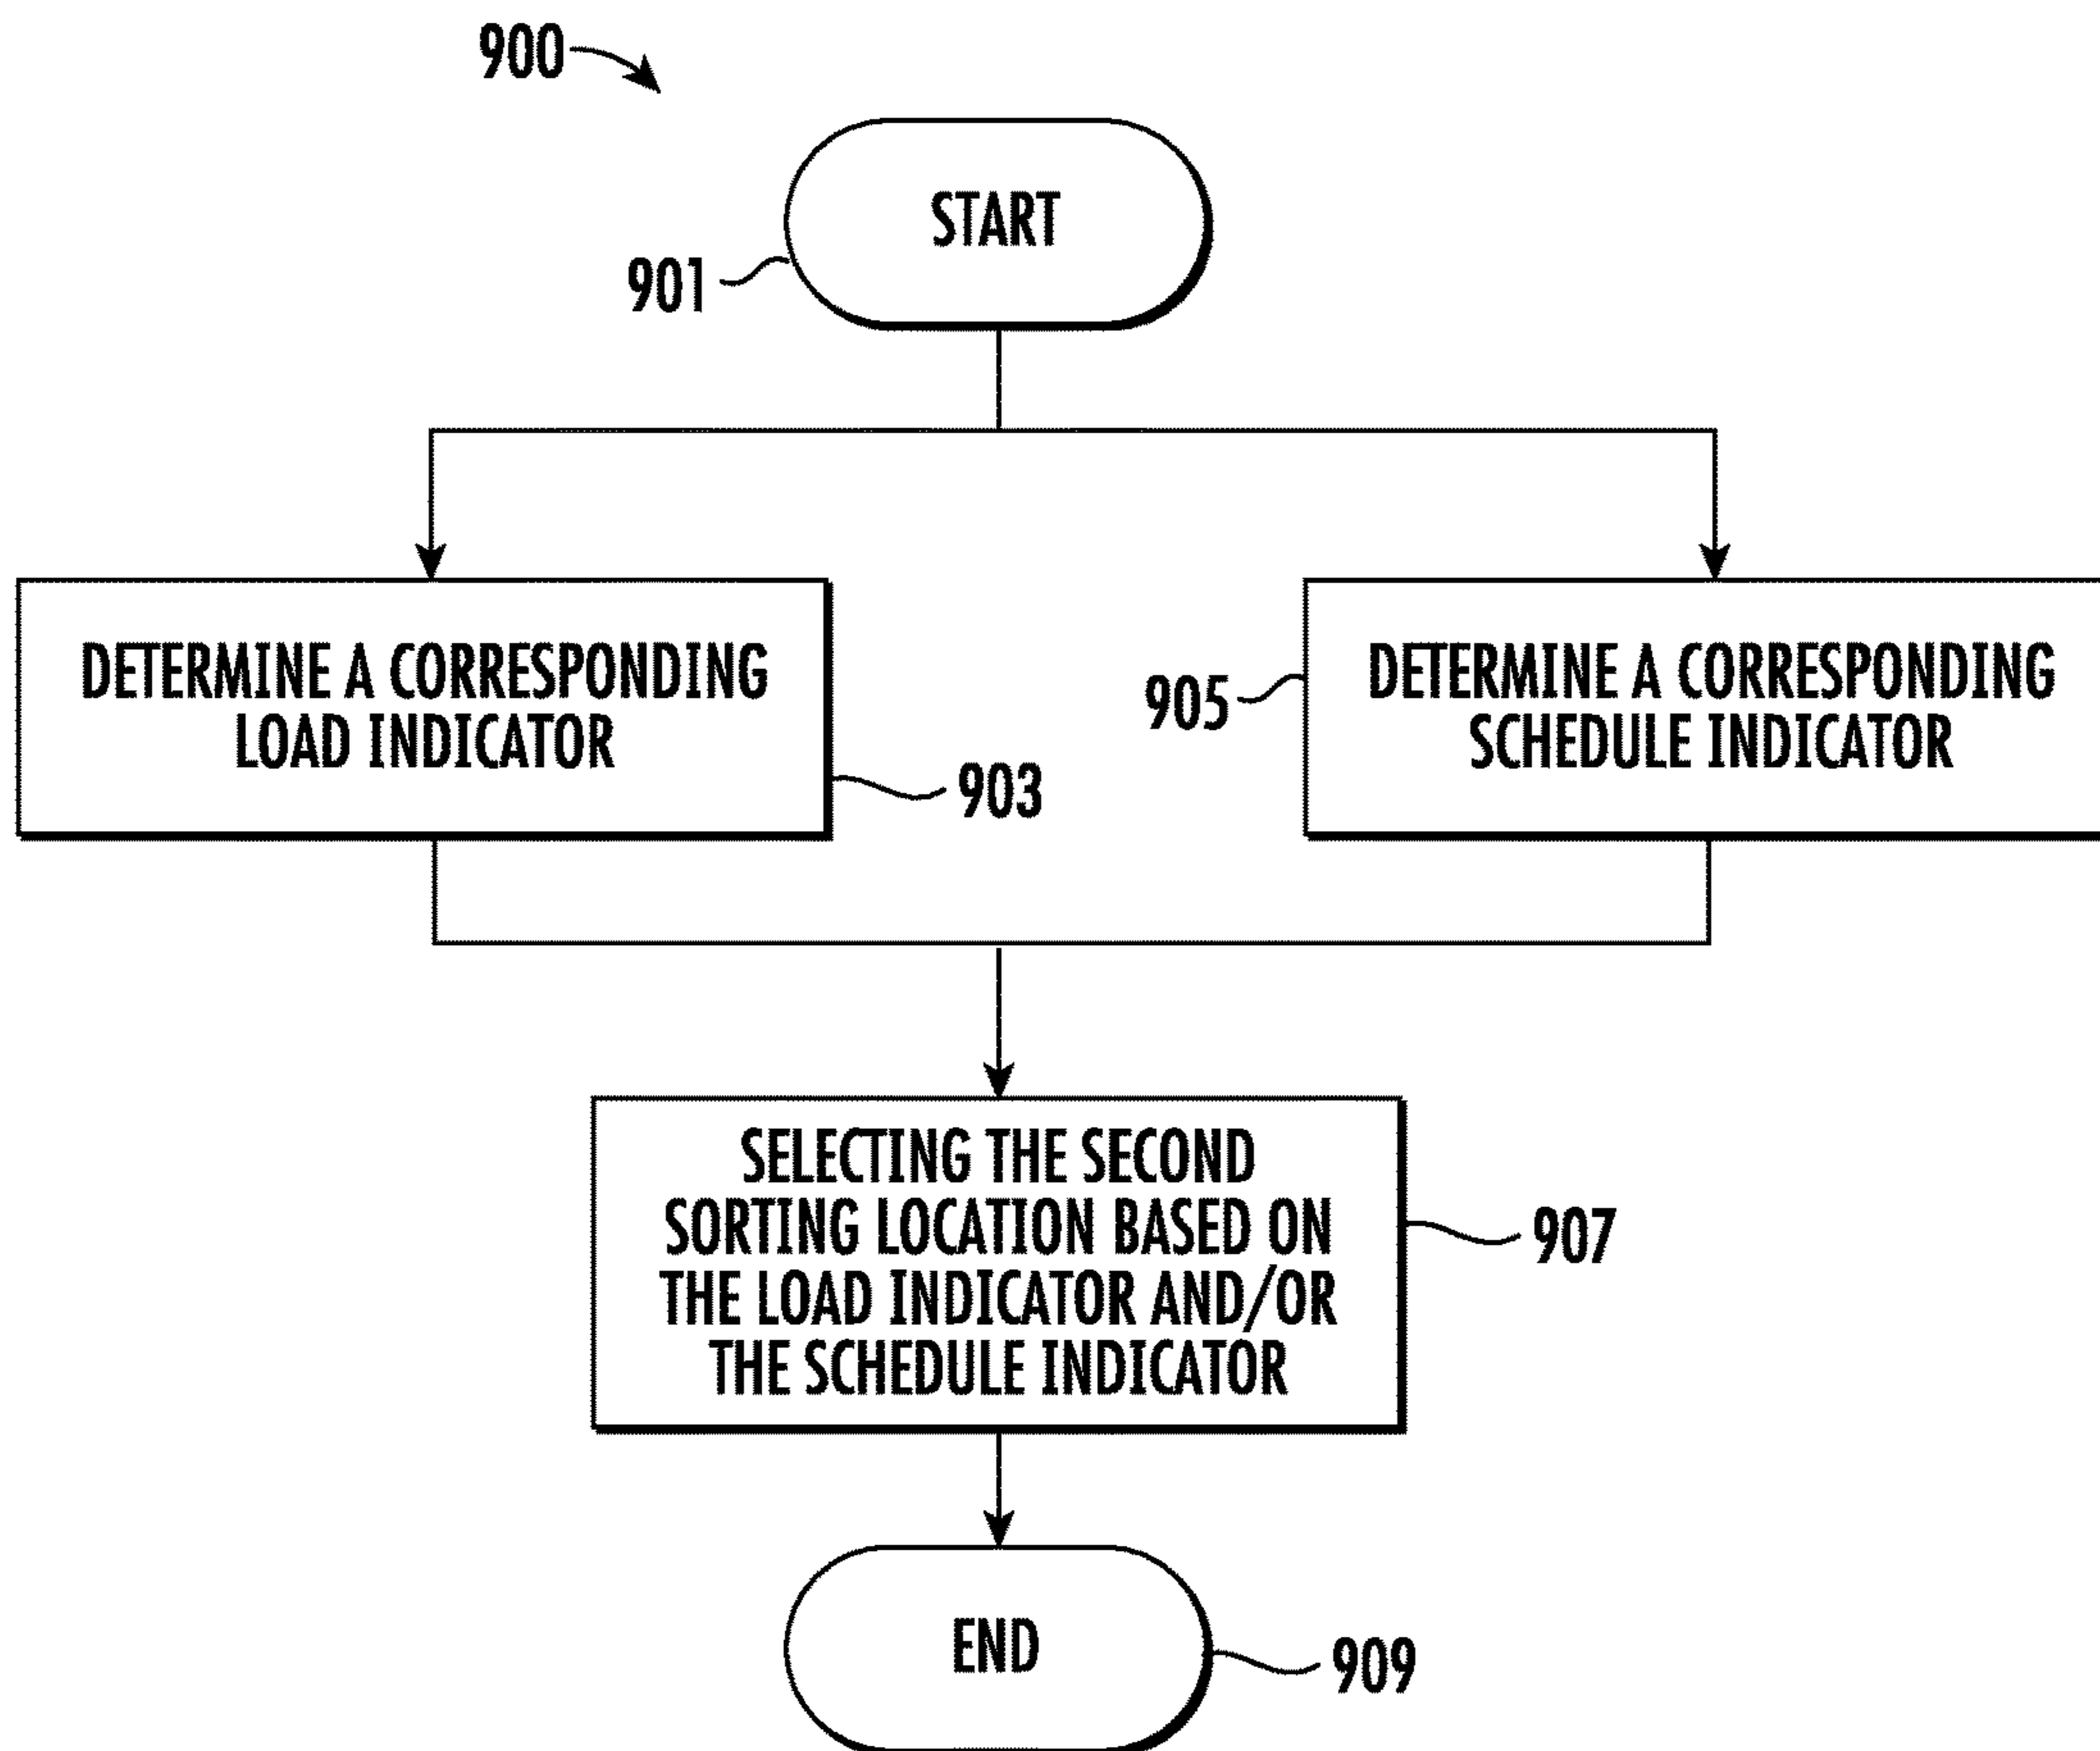 900
START
901
DETERMINE A CORRESPONDING
LOAD INDICATOR
903
905
DETERMINE A CORRESPONDING
SCHEDULE INDICATOR
SELECTING THE SECOND
SORTING LOCATION BASED ON
THE LOAD INDICATOR AND/OR
THE SCHEDULE INDICATOR
907
END
909